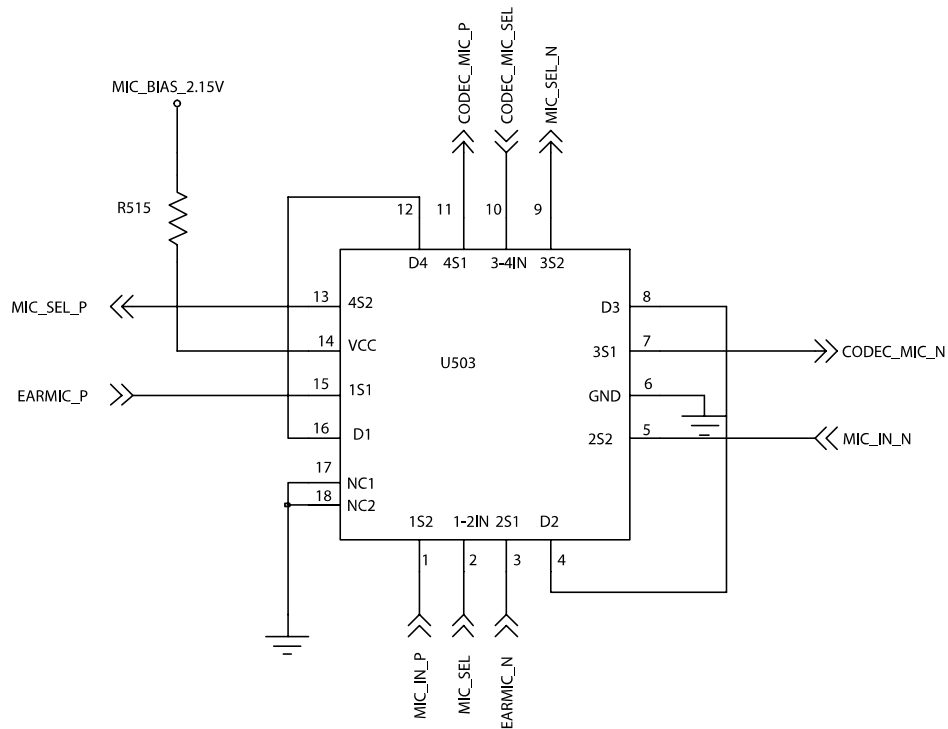 CODEC_MIC_P
CODEC_MIC_SEL
MIC_SEL_N
MIC_BIAS_2.15V
R515
12
11
10
9
D4
4S1
3-4IN
3S2
MIC_SEL_P
13
4S2
D3
8
14
VCC
U503
3S1
7
CODEC_MIC_N
EARMIC_P
15
1S1
GND
6
16
D1
2S2
5
MIC_IN_N
17
NC1
18
NC2
1S2
1-2IN
2S1
D2
1
2
3
4
MIC_IN_P
MIC_SEL
EARMIC_N